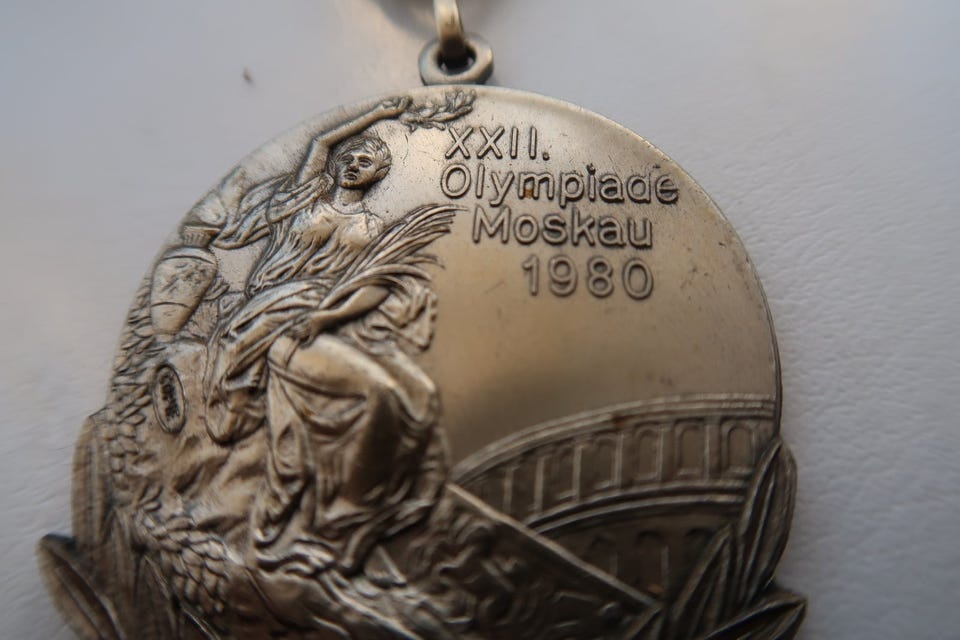 XXII.
Olympiade
Moskau
1980